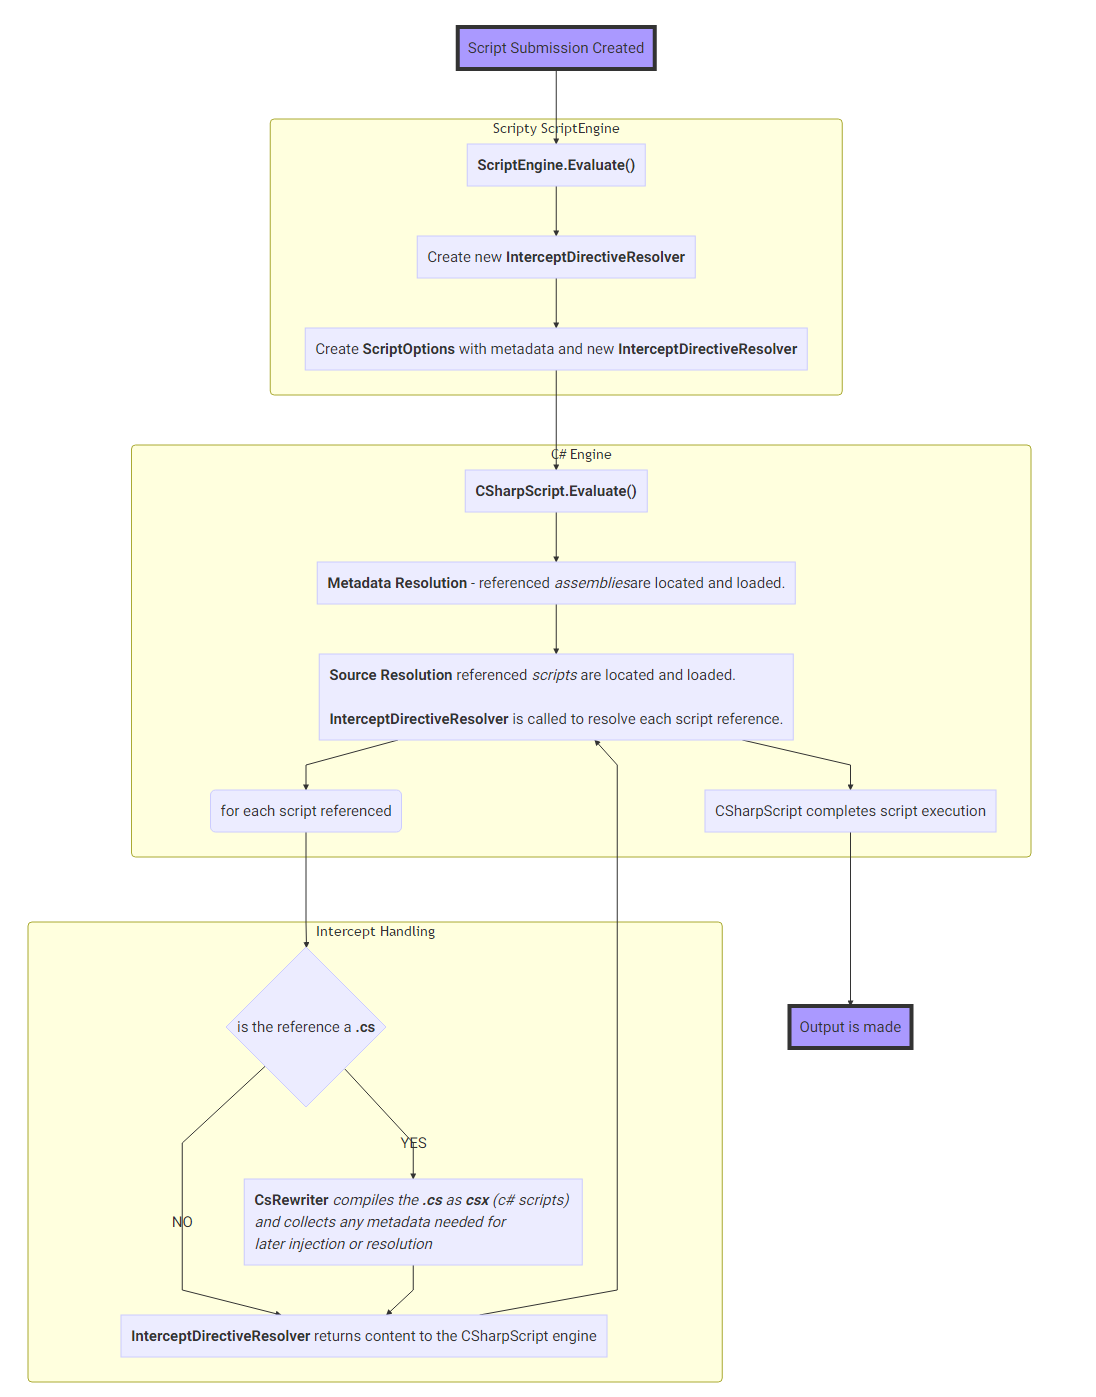 Script Submission Created
Scripty ScriptEngine
ScriptEngine.Evaluate()
Create new InterceptDirectiveResolver
Create ScriptOptions with metadata and new InterceptDirectiveResolver
C# Engine
CSharpScript.Evaluate()
Metadata Resolution - referenced assembliesare located and loaded.
Source Resolution referenced scripts are located and loaded.
InterceptDirectiveResolver is called to resolve each script reference.
for each script referenced
CSharpScript completes script execution
Intercept Handling
is the reference a .cs
Output is made
YES
CsRewriter compiles the .cs as csx (c# scripts)
and collects any metadata needed for
later injection or resolution
NO
InterceptDirectiveResolver returns content to the CSharpScript engine